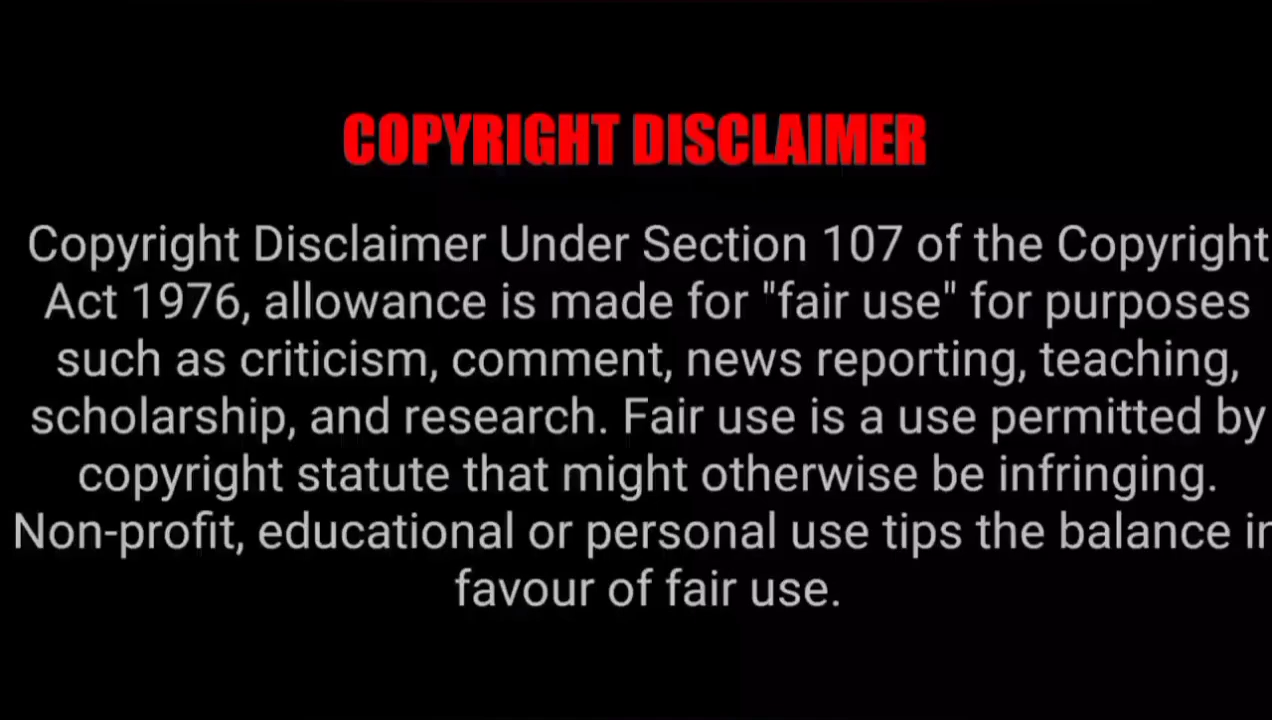 COPYRIGHT DISCLAIMER
Copyright Disclaimer Under Section 107 of the Copyright
Act 1976, allowance is made for "fair use" for purposes
such as criticism, comment, news reporting, teaching,
scholarship, and research. Fair use is a use permitted by
copyright statute that might otherwise be infringing.
Non-profit, educational or personal use tips the balance in
favour of fair use.